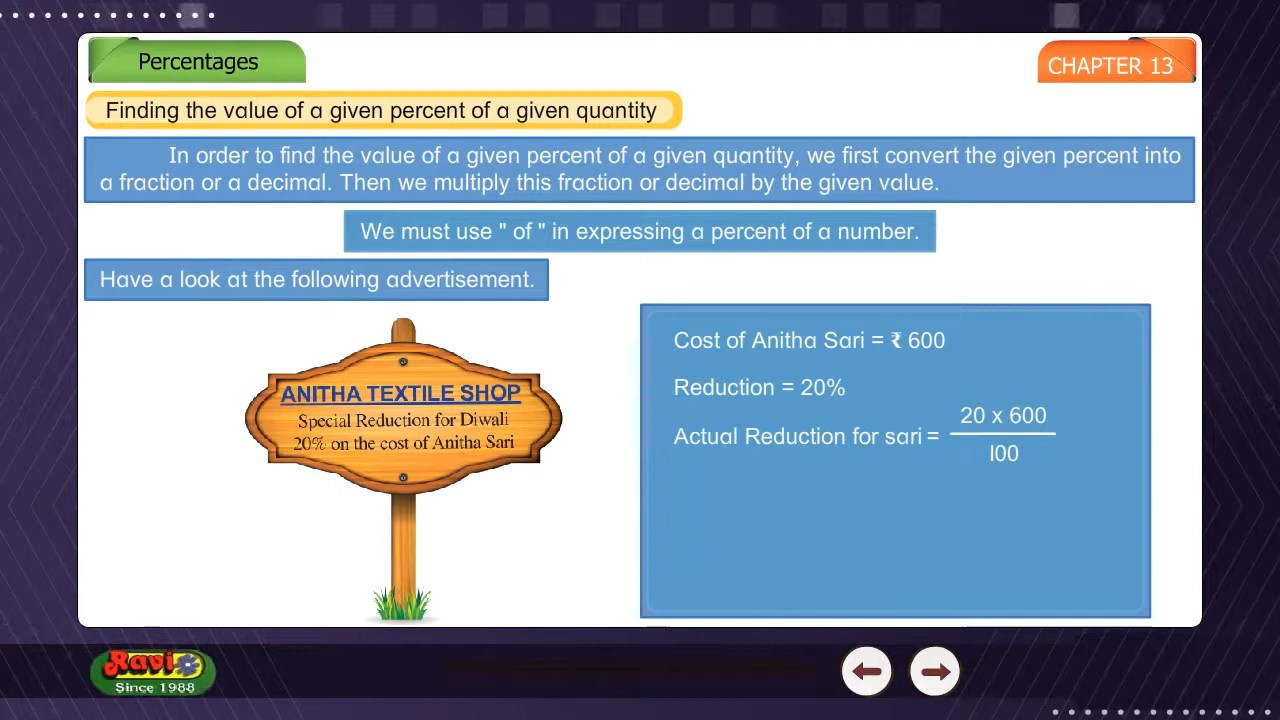 Percentages
CHAPTER 13
Finding the value of a given percent of a given quantity
In order to find the value of a given percent of a given quantity, we first convert the given percent into
a fraction or a decimal. Then we multiply this fraction or decimal by the given value.
We must use " of " in expressing a percent of a number.
Have a look at the following advertisement.
ANITHA TEXTILE SHOP
Special Reduction for Diwali
20% on the cost of Anitha Sari
Cost of Anitha Sari = ₹ 600
Reduction = 20%
Actual Reduction for sari = 20 x 600
100
Ravi
Since 1988